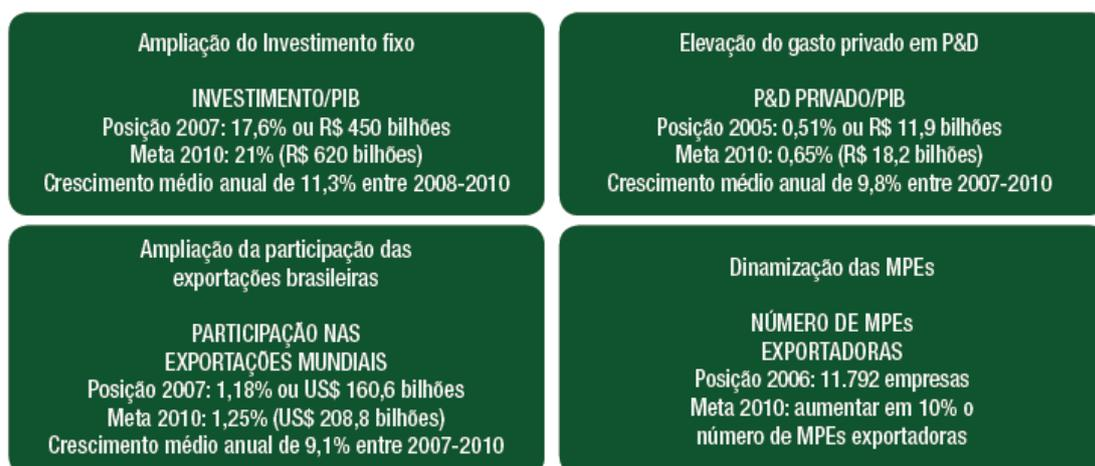 Ampliação do Investimento fixo
INVESTIMENTO/PIB
Posição 2007: 17,6% ou R$ 450 bilhões
Meta 2010: 21% (R$ 620 bilhões)
Crescimento médio anual de 11,3% entre 2008-2010
Elevação do gasto privado em P&D
P&D PRIVADO/PIB
Posição 2005: 0,51% ou R$ 11,9 bilhões
Meta 2010: 0,65% (R$ 18,2 bilhões)
Crescimento médio anual de 9,8% entre 2007-2010
Ampliação da participação das
exportações brasileiras
PARTICIPAÇÃO NAS
EXPORTAÇÕES MUNDIAIS
Posição 2007: 1,18% ou US$ 160,6 bilhões
Meta 2010: 1,25% (US$ 208,8 bilhões)
Crescimento médio anual de 9,1% entre 2007-2010
Dinamização das MPEs
NÚMERO DE MPEs
EXPORTADORAS
Posição 2006: 11.792 empresas
Meta 2010: aumentar em 10% o
número de MPEs exportadoras